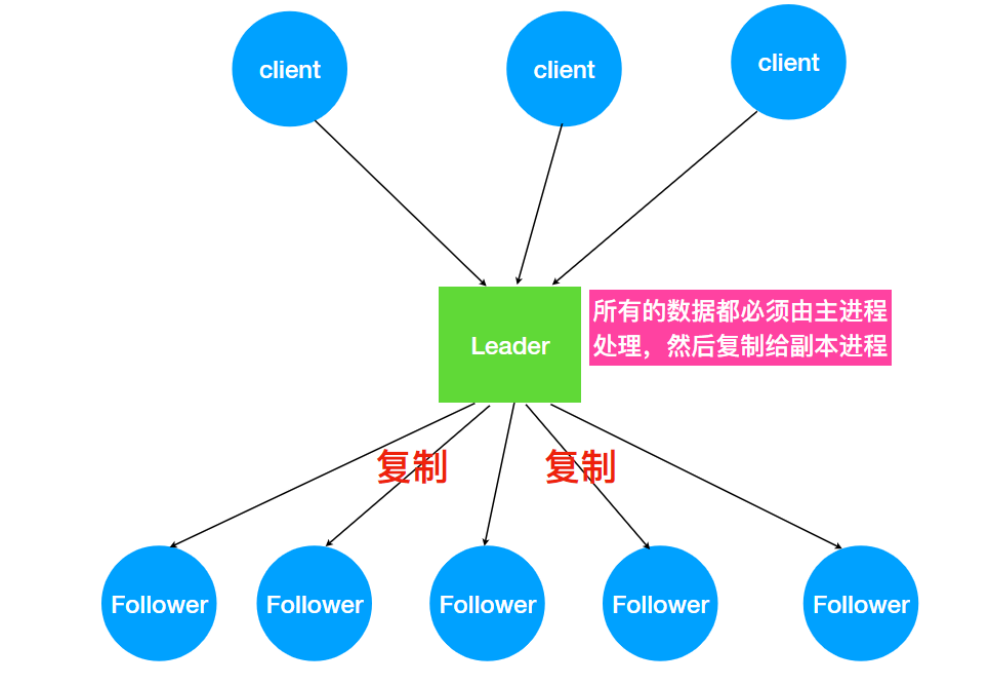 client
client
client
Leader
所有的数据都必须由主进程
处理，然后复制给副本进程
复制
复制
Follower
Follower
Follower
Follower
Follower